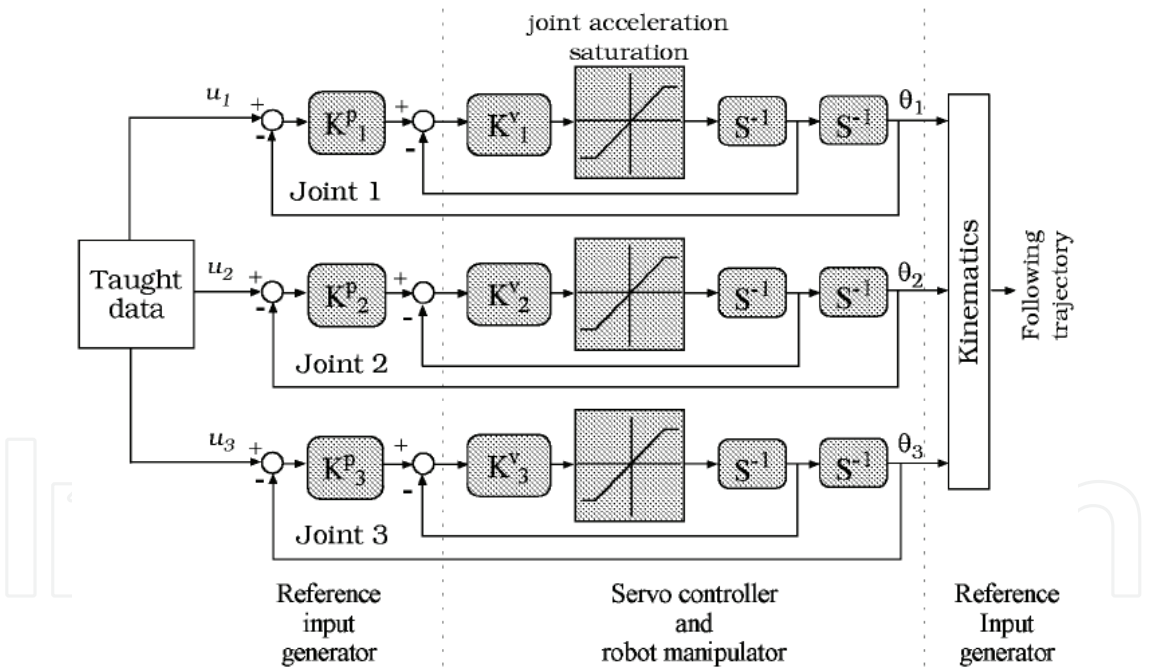 joint acceleration
saturation
u1 + - K^p_1 + - K^v_1 S^-1 S^-1 θ1
Joint 1
Taught
data
u2 + - K^p_2 + - K^v_2 S^-1 S^-1 θ2
Joint 2
u3 + - K^p_3 + - K^v_3 S^-1 S^-1 θ3
Joint 3
Kinematics
Following
trajectory
Reference
input
generator
Servo controller
and
robot manipulator
Reference
Input
generator